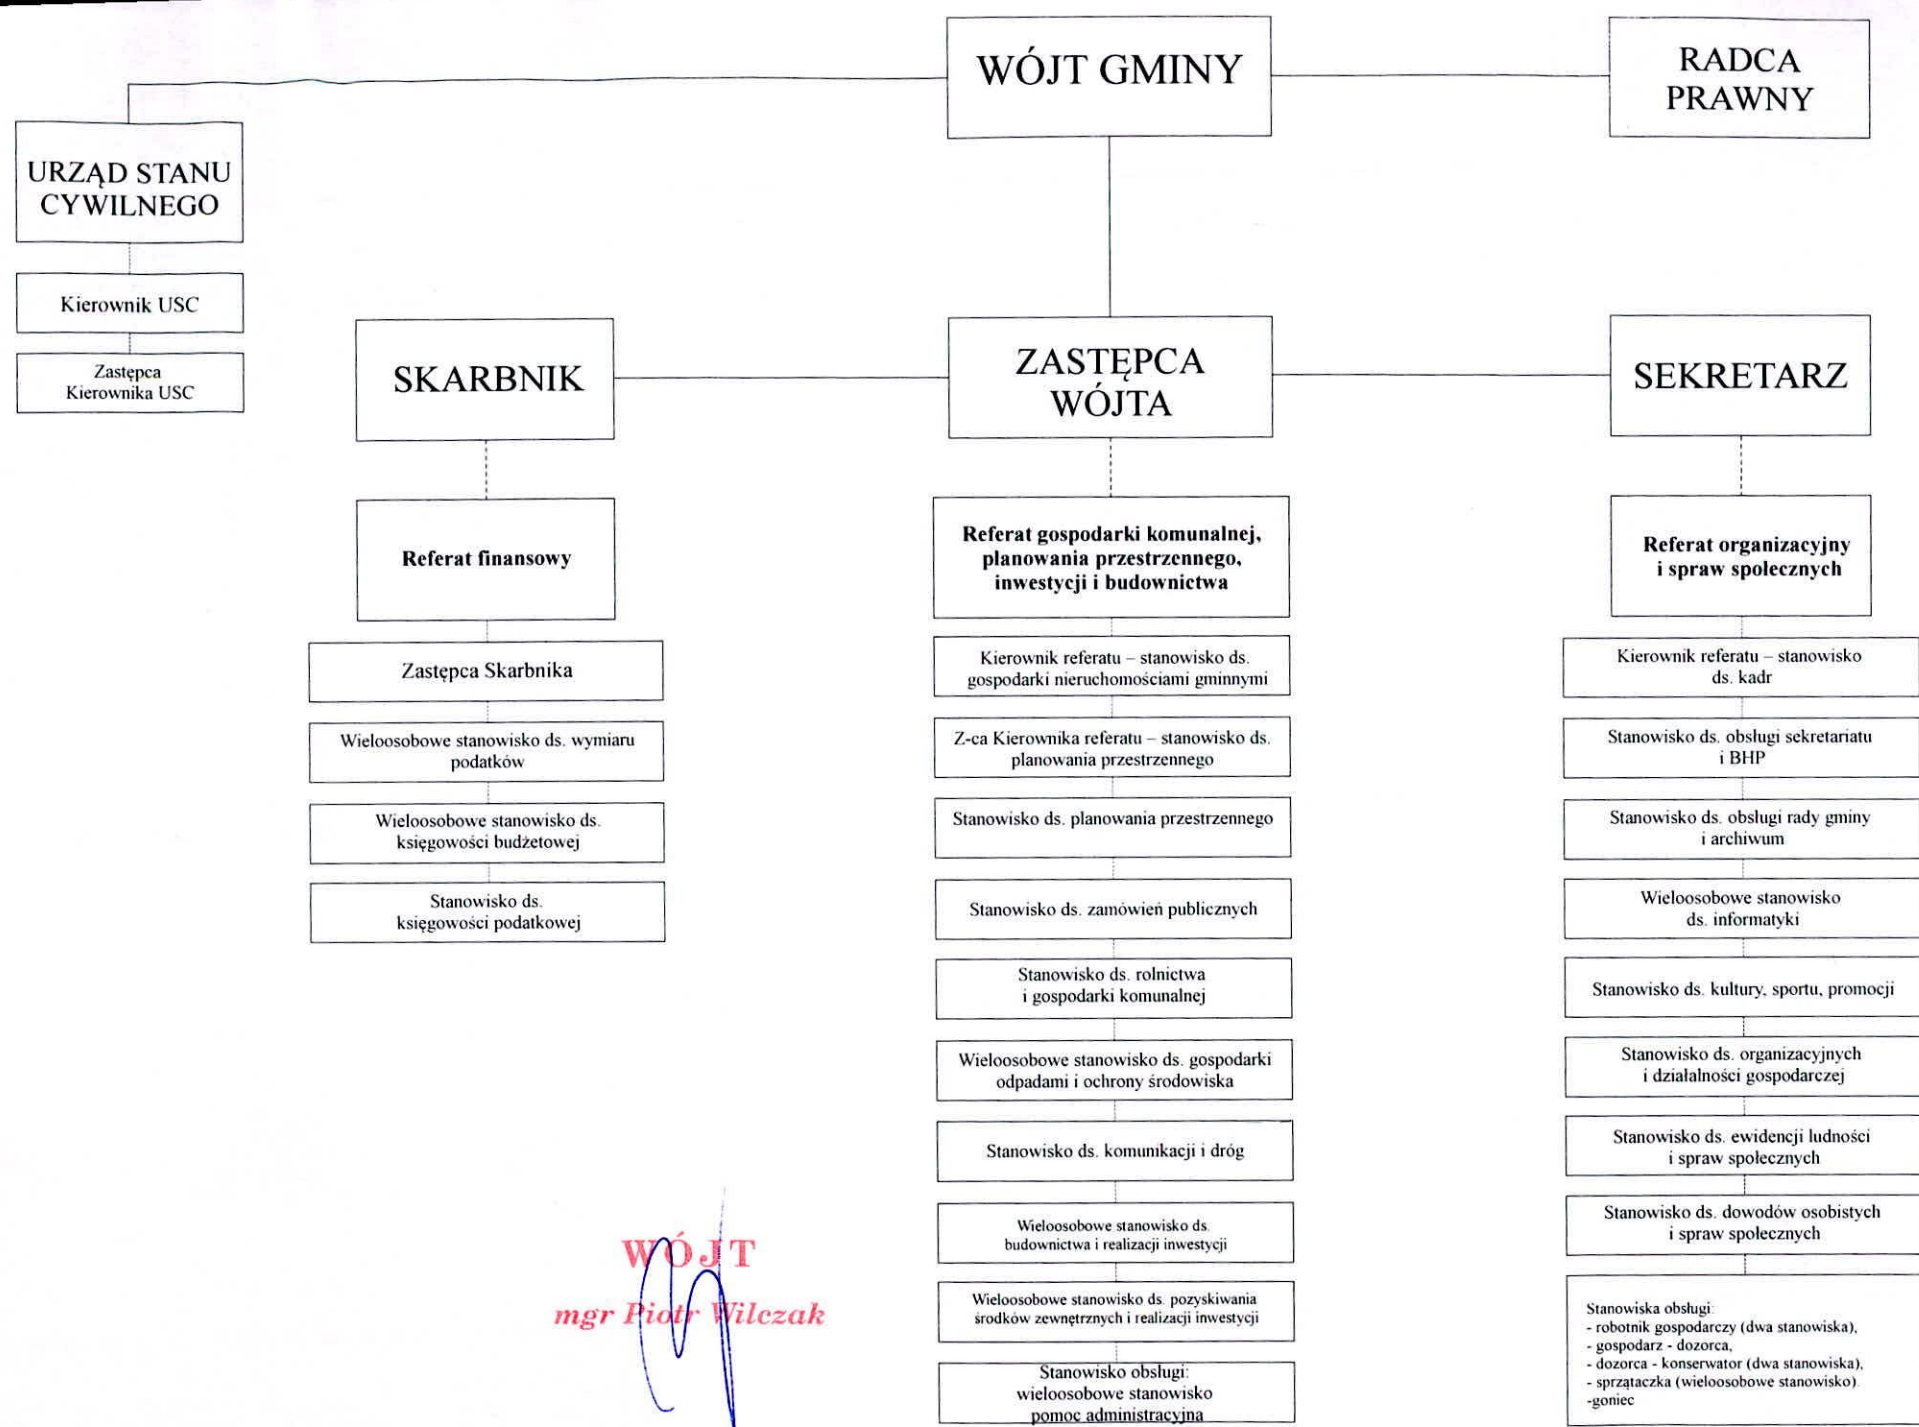 WÓJT GMINY
RADCA
PRAWNY
URZĄD STANU
CYWILNEGO
Kierownik USC
Zastępca
Kierownika USC
SKARBNIK
ZASTĘPCA
WÓJTA
SEKRETARZ
Referat finansowy
Zastępca Skarbnika
Wieloosobowe stanowisko ds. wymiaru
podatków
Wieloosobowe stanowisko ds.
księgowości budżetowej
Stanowisko ds.
księgowości podatkowej
Referat gospodarki komunalnej,
planowania przestrzennego,
inwestycji i budownictwa
Kierownik referatu – stanowisko ds.
gospodarki nieruchomościami gminnymi
Z-ca Kierownika referatu – stanowisko ds.
planowania przestrzennego
Stanowisko ds. planowania przestrzennego
Stanowisko ds. zamówień publicznych
Stanowisko ds. rolnictwa
i gospodarki komunalnej
Wieloosobowe stanowisko ds. gospodarki
odpadami i ochrony środowiska
Stanowisko ds. komunikacji i dróg
Wieloosobowe stanowisko ds.
budownictwa i realizacji inwestycji
Wieloosobowe stanowisko ds. pozyskiwania
środków zewnętrznych i realizacji inwestycji
Stanowisko obsługi:
wieloosobowe stanowisko
pomoc administracyjna
Referat organizacyjny
i spraw społecznych
Kierownik referatu – stanowisko
ds. kadr
Stanowisko ds. obsługi sekretariatu
i BHP
Stanowisko ds. obsługi rady gminy
i archiwum
Wieloosobowe stanowisko
ds. informatyki
Stanowisko ds. kultury, sportu, promocji
Stanowisko ds. organizacyjnych
i działalności gospodarczej
Stanowisko ds. ewidencji ludności
i spraw społecznych
Stanowisko ds. dowodów osobistych
i spraw społecznych
Stanowiska obsługi:
- robotnik gospodarczy (dwa stanowiska),
- gospodarz - dozorca,
- dozorca - konserwator (dwa stanowiska),
- sprzątaczka (wieloosobowe stanowisko).
-goniec
WÓJT
mgr Piotr Wilczak